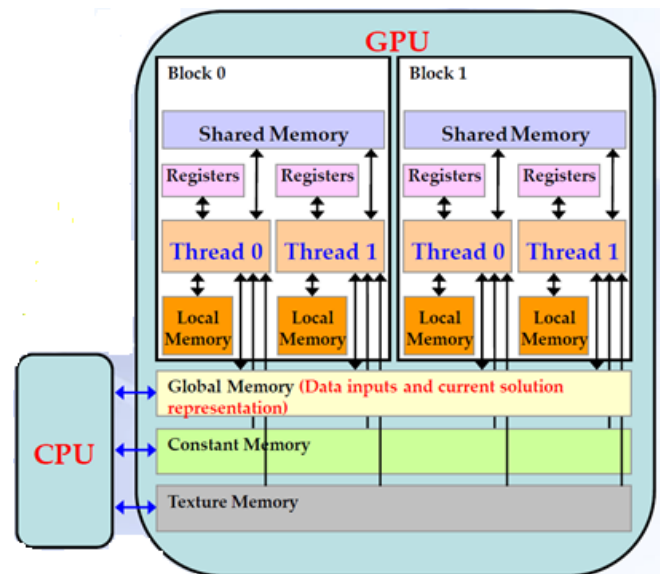 GPU
Block 0
Block 1
Shared Memory
Shared Memory
Registers
Registers
Registers
Registers
Thread 0
Thread 1
Thread 0
Thread 1
Local
Memory
Local
Memory
Local
Memory
Local
Memory
Global Memory (Data inputs and current solution
representation)
CPU
Constant Memory
Texture Memory